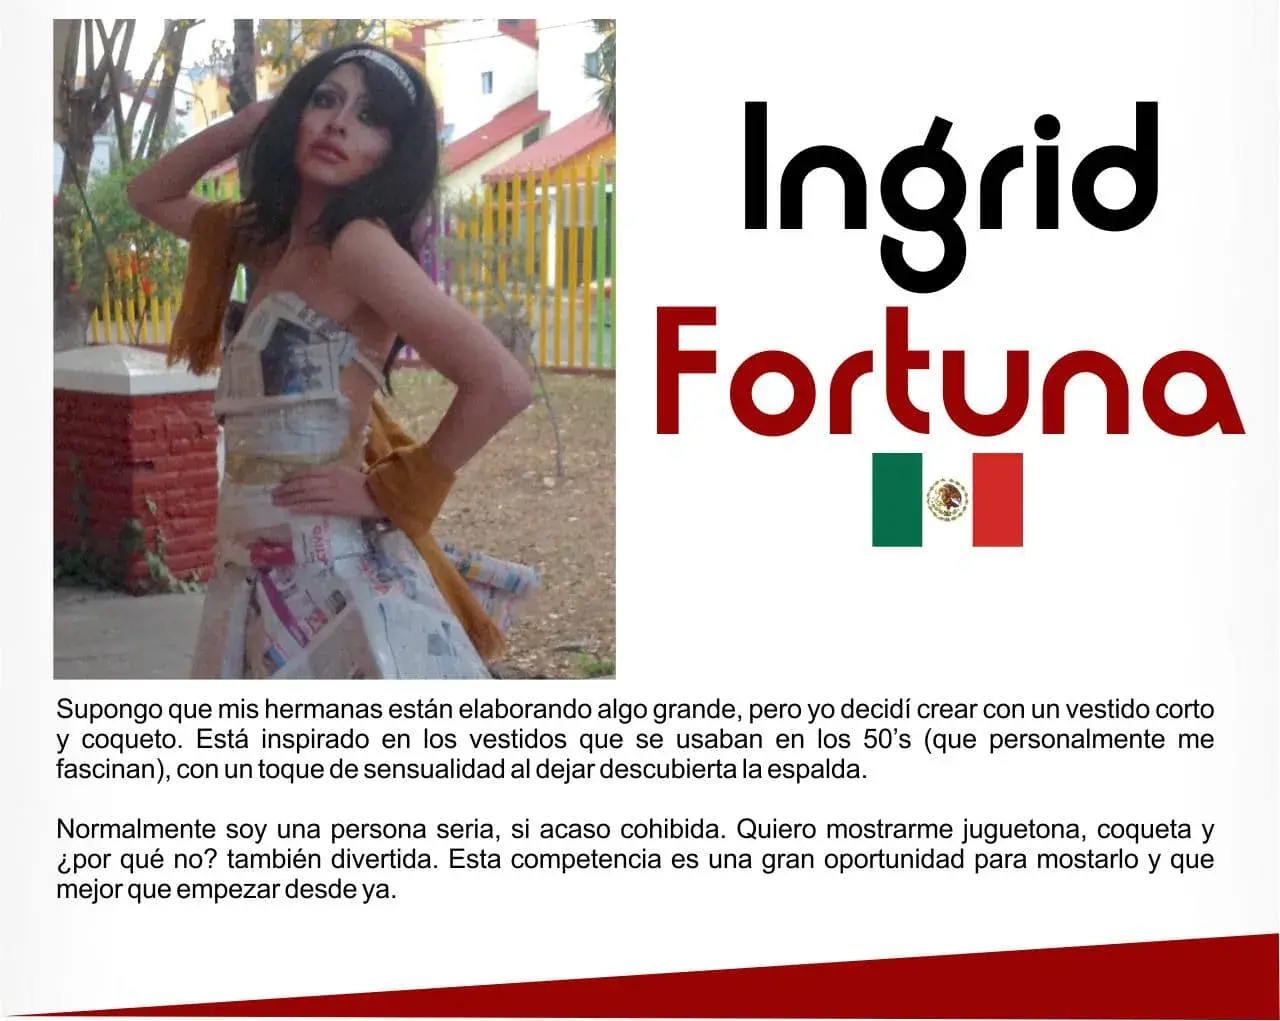 Ingrid
Fortuna
Supongo que mis hermanas están elaborando algo grande, pero yo decidí crear con un vestido corto
y coqueto. Está inspirado en los vestidos que se usaban en los 50’s (que personalmente me
fascinan), con un toque de sensualidad al dejar descubierta la espalda.
Normalmente soy una persona seria, si acaso cohibida. Quiero mostrarme juguetona, coqueta y
¿por qué no? también divertida. Esta competencia es una gran oportunidad para mostarlo y que
mejor que empezar desde ya.